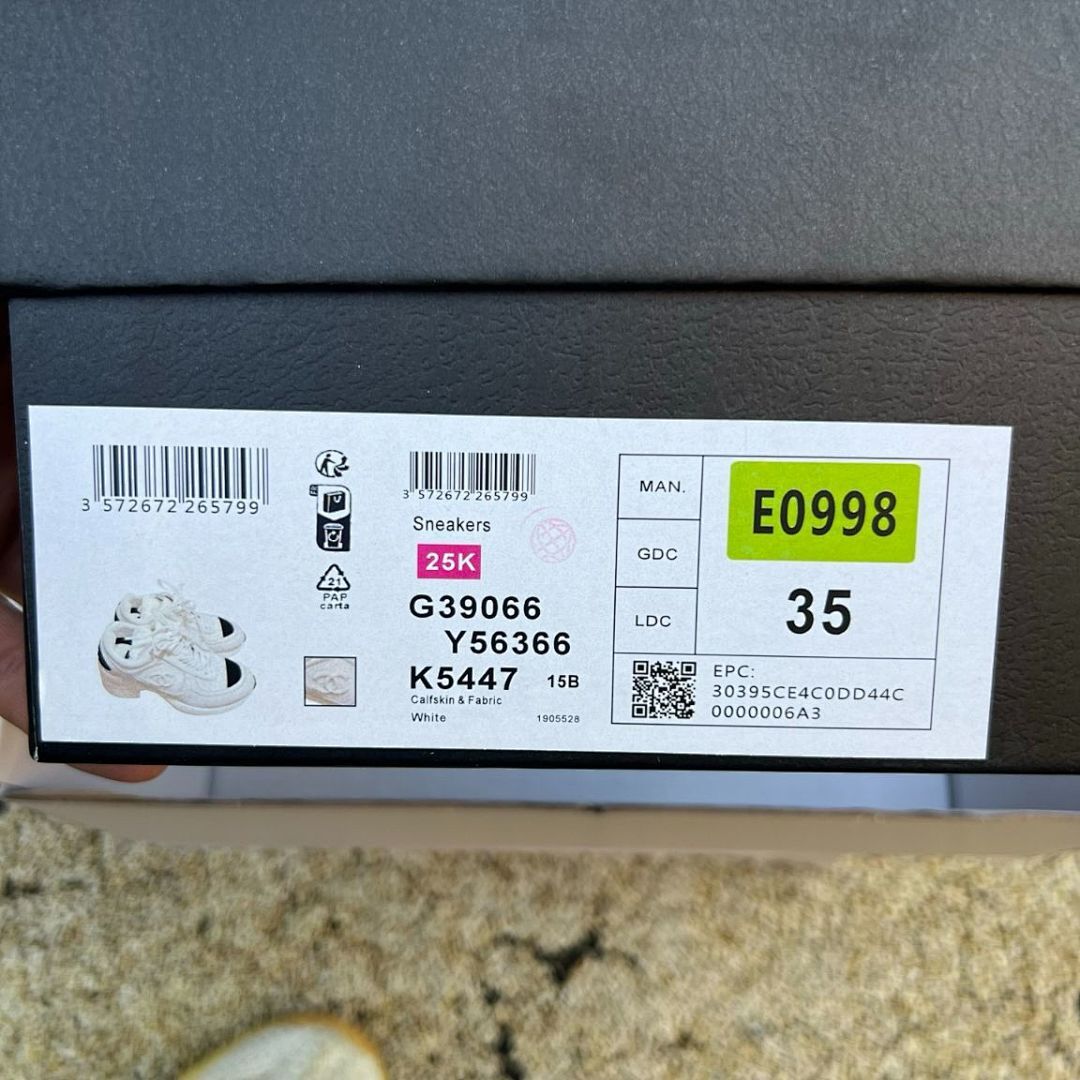 3 572672 265799
21
PAP
carta
3 572672 265799
Sneakers
25K
G39066
Y56366
K5447 15B
Calfskin & Fabric
White 1905528
MAN.
GDC
LDC
E0998
35
EPC:
30395CE4C0DD44C
0000006A3